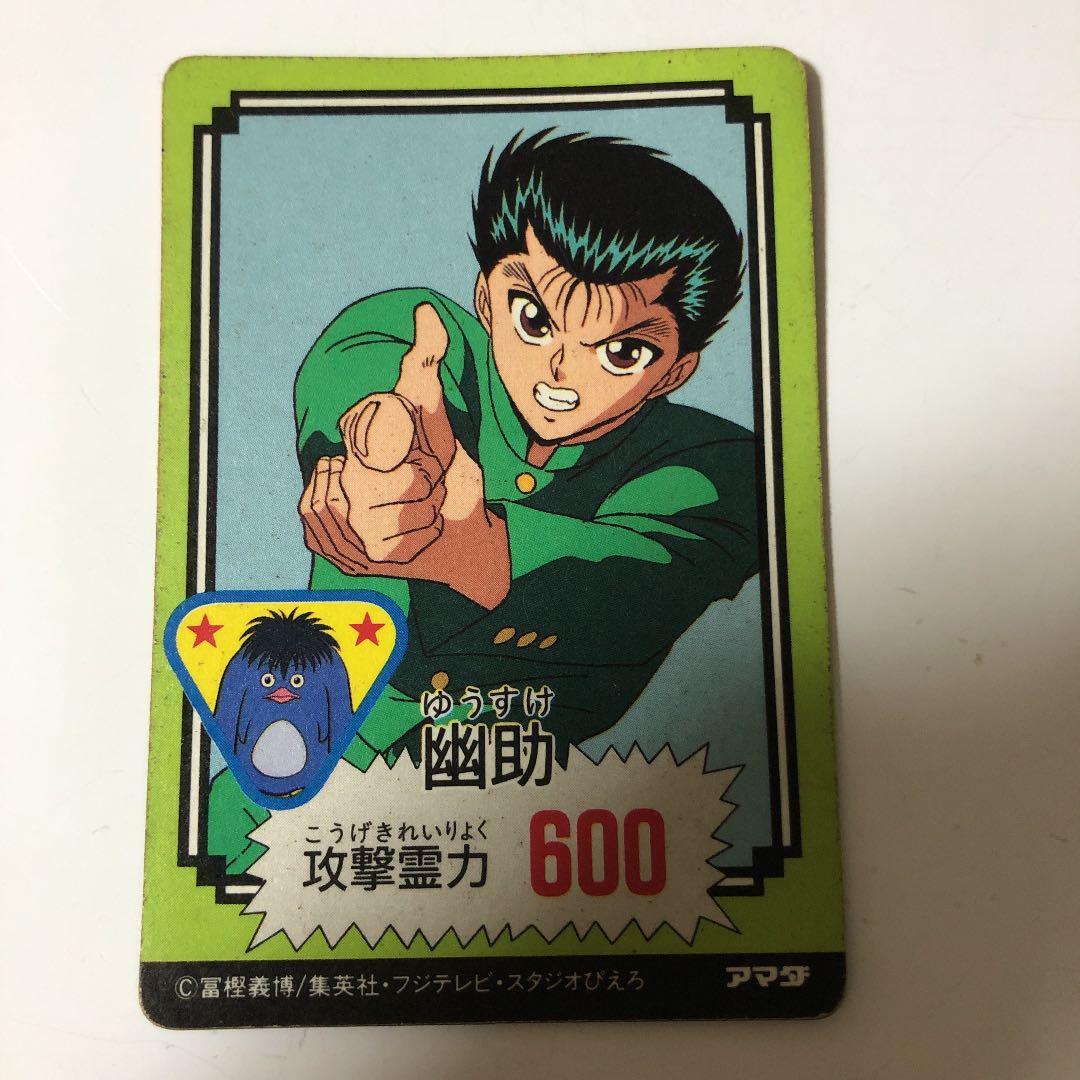 ゆうすけ
幽助
こうげきれいりょく
攻撃霊力 600
©冨樫義博/集英社・フジテレビ・スタジオぴえろ
アマダ